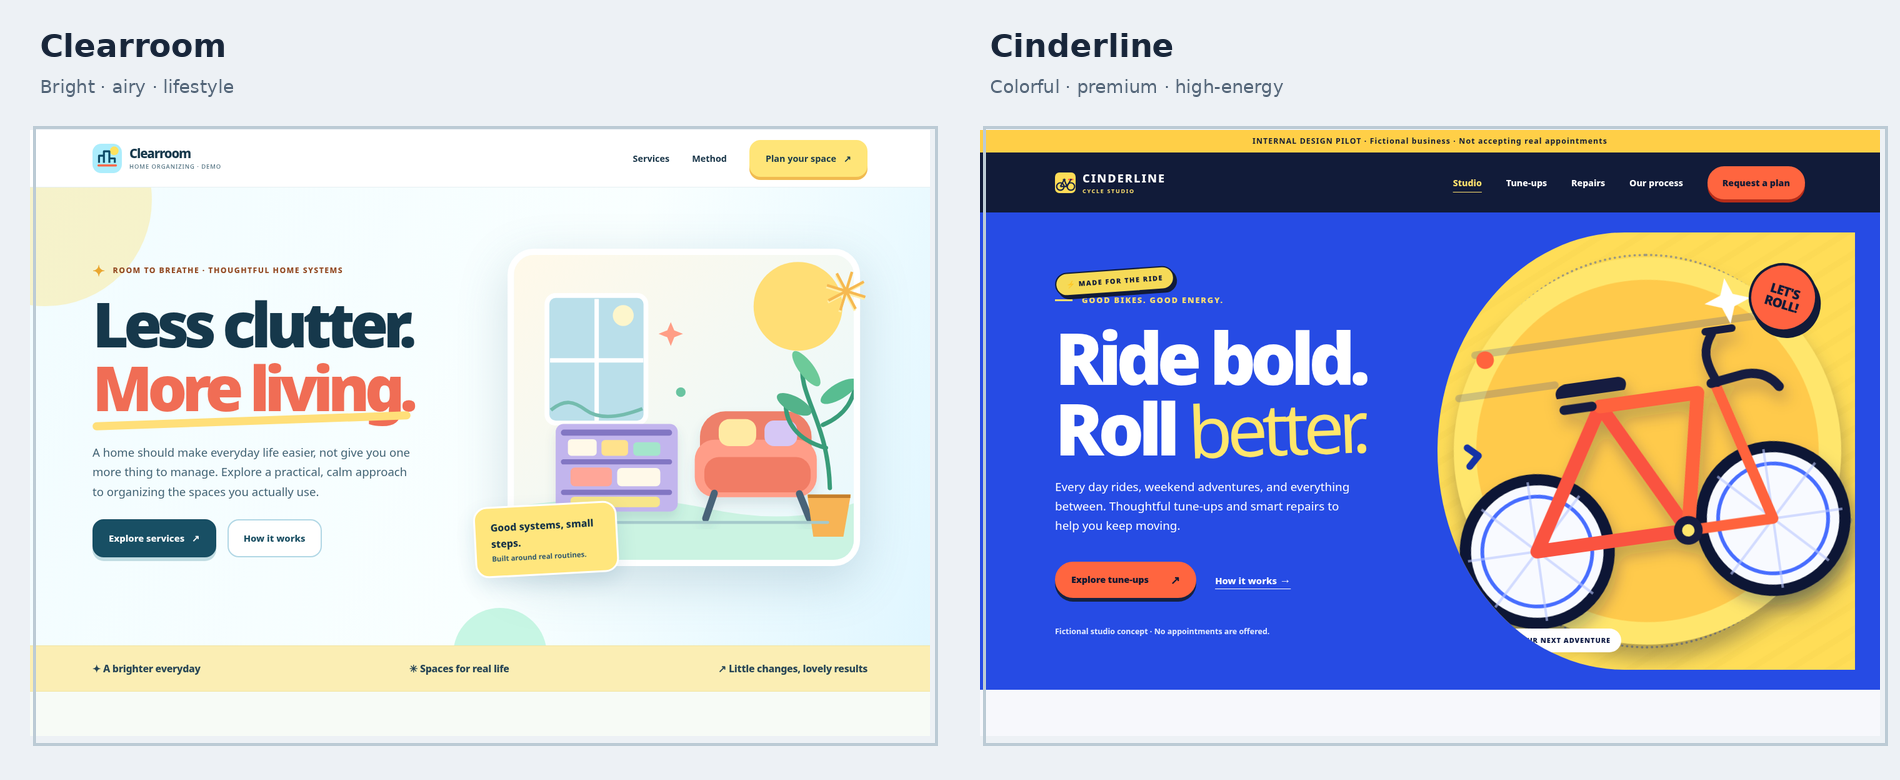 Clearroom
Bright · airy · lifestyle
Clearroom
HOME ORGANIZING · DEMO
Services
Method
Plan your space ↗
ROOM TO BREATHE · THOUGHTFUL HOME SYSTEMS
Less clutter.
More living.
A home should make everyday life easier, not give you one
more thing to manage. Explore a practical, calm approach
to organizing the spaces you actually use.
Explore services ↗
How it works
Good systems, small
steps.
Built around real routines.
✦ A brighter everyday
✳ Spaces for real life
↗ Little changes, lovely results
Cinderline
Colorful · premium · high-energy
INTERNAL DESIGN PILOT · Fictional business · Not accepting real appointments
CINDERLINE
CYCLE STUDIO
Studio
Tune-ups
Repairs
Our process
Request a plan
MADE FOR THE RIDE
GOOD BIKES. GOOD ENERGY.
Ride bold.
Roll better.
Every day rides, weekend adventures, and everything
between. Thoughtful tune-ups and smart repairs to
help you keep moving.
Explore tune-ups ↗
How it works →
Fictional studio concept · No appointments are offered.
LET'S
ROLL!
NEXT ADVENTURE